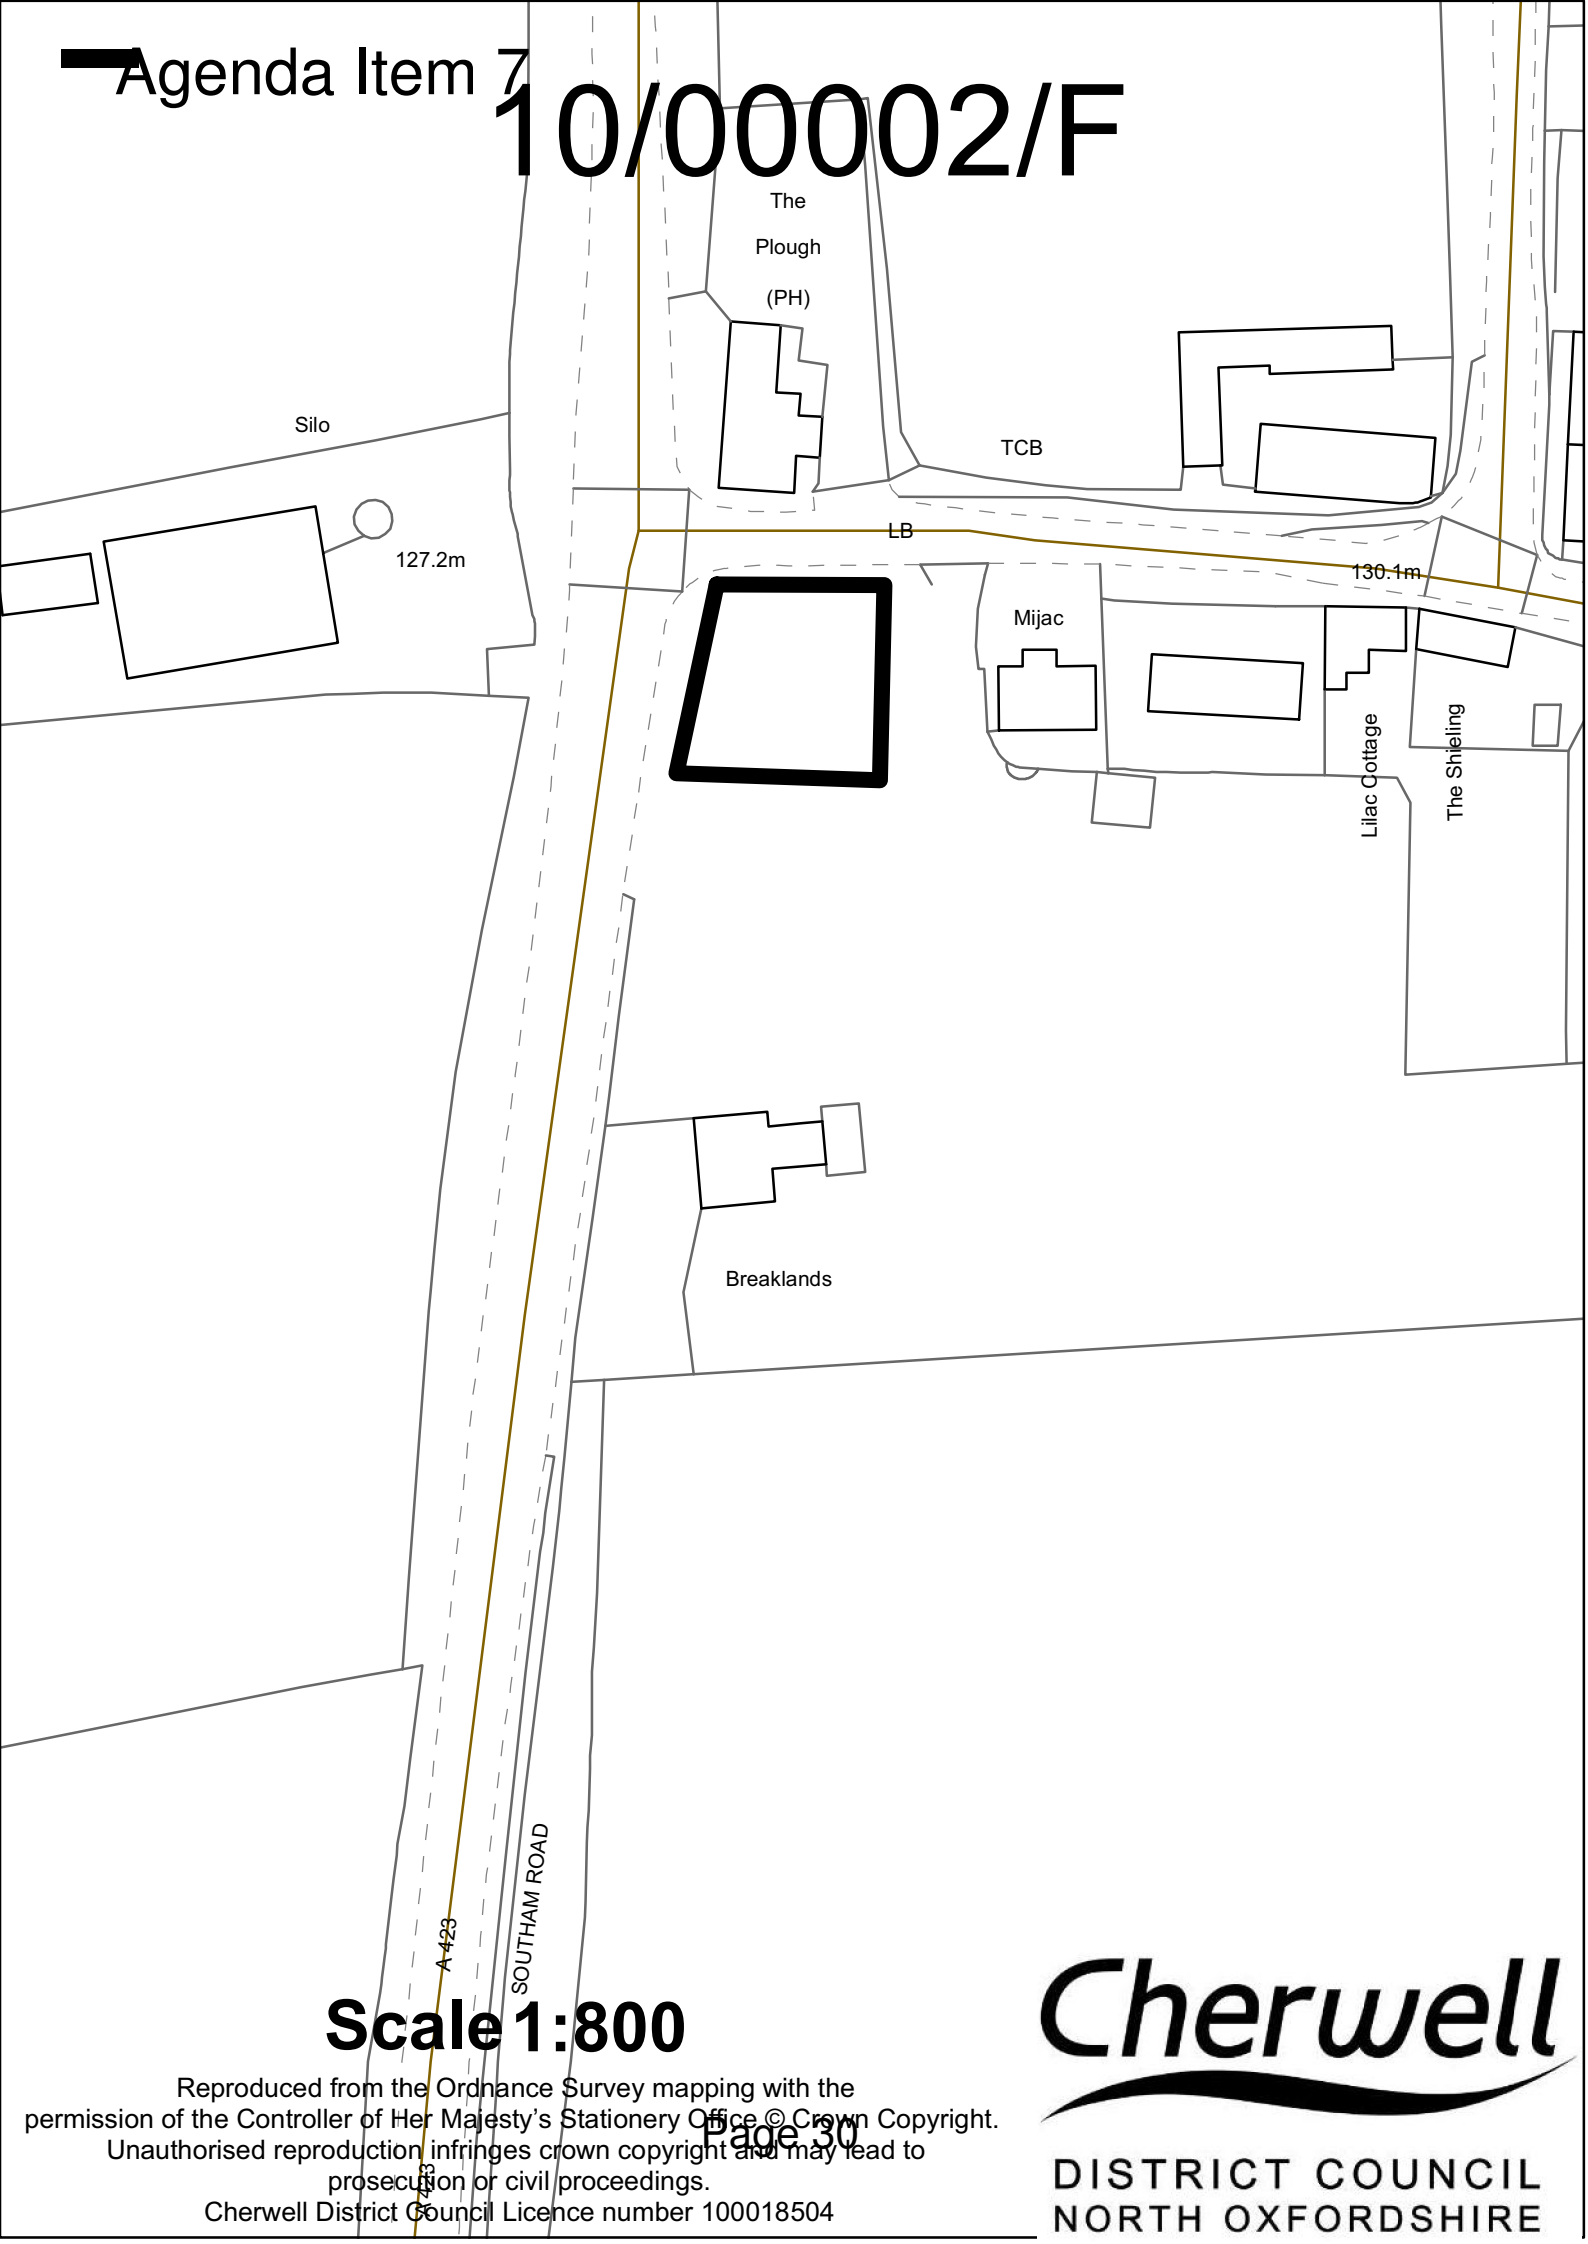 Agenda Item 7
10/00002/F
The
Plough
(PH)
Silo
TCB
LB
127.2m
130.1m
Mijac
Lilac Cottage
The Shieling
Breaklands
SOUTHAM ROAD
A 423
Scale 1:800
Reproduced from the Ordnance Survey mapping with the
permission of the Controller of Her Majesty's Stationery Office © Crown Copyright.
Unauthorised reproduction infringes crown copyright and may lead to
prosecution or civil proceedings.
Cherwell District Council Licence number 100018504
Page 30
A 423
Cherwell
DISTRICT COUNCIL
NORTH OXFORDSHIRE